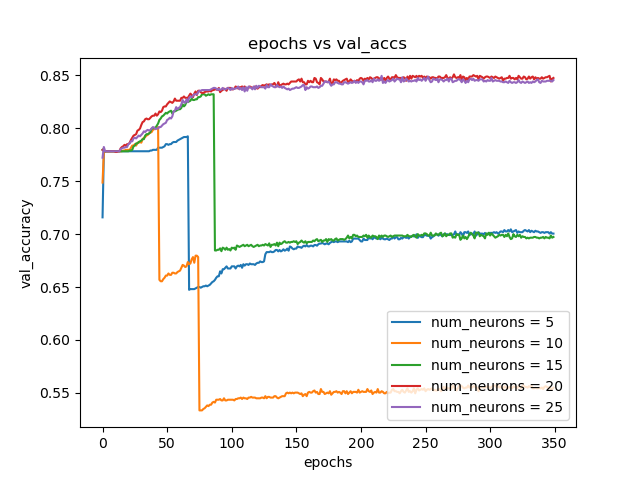 epochs vs val_accs
val_accuracy
0.85
0.80
0.75
0.70
0.65
0.60
0.55
0
50
100
150
200
250
300
350
epochs
num_neurons = 5
num_neurons = 10
num_neurons = 15
num_neurons = 20
num_neurons = 25